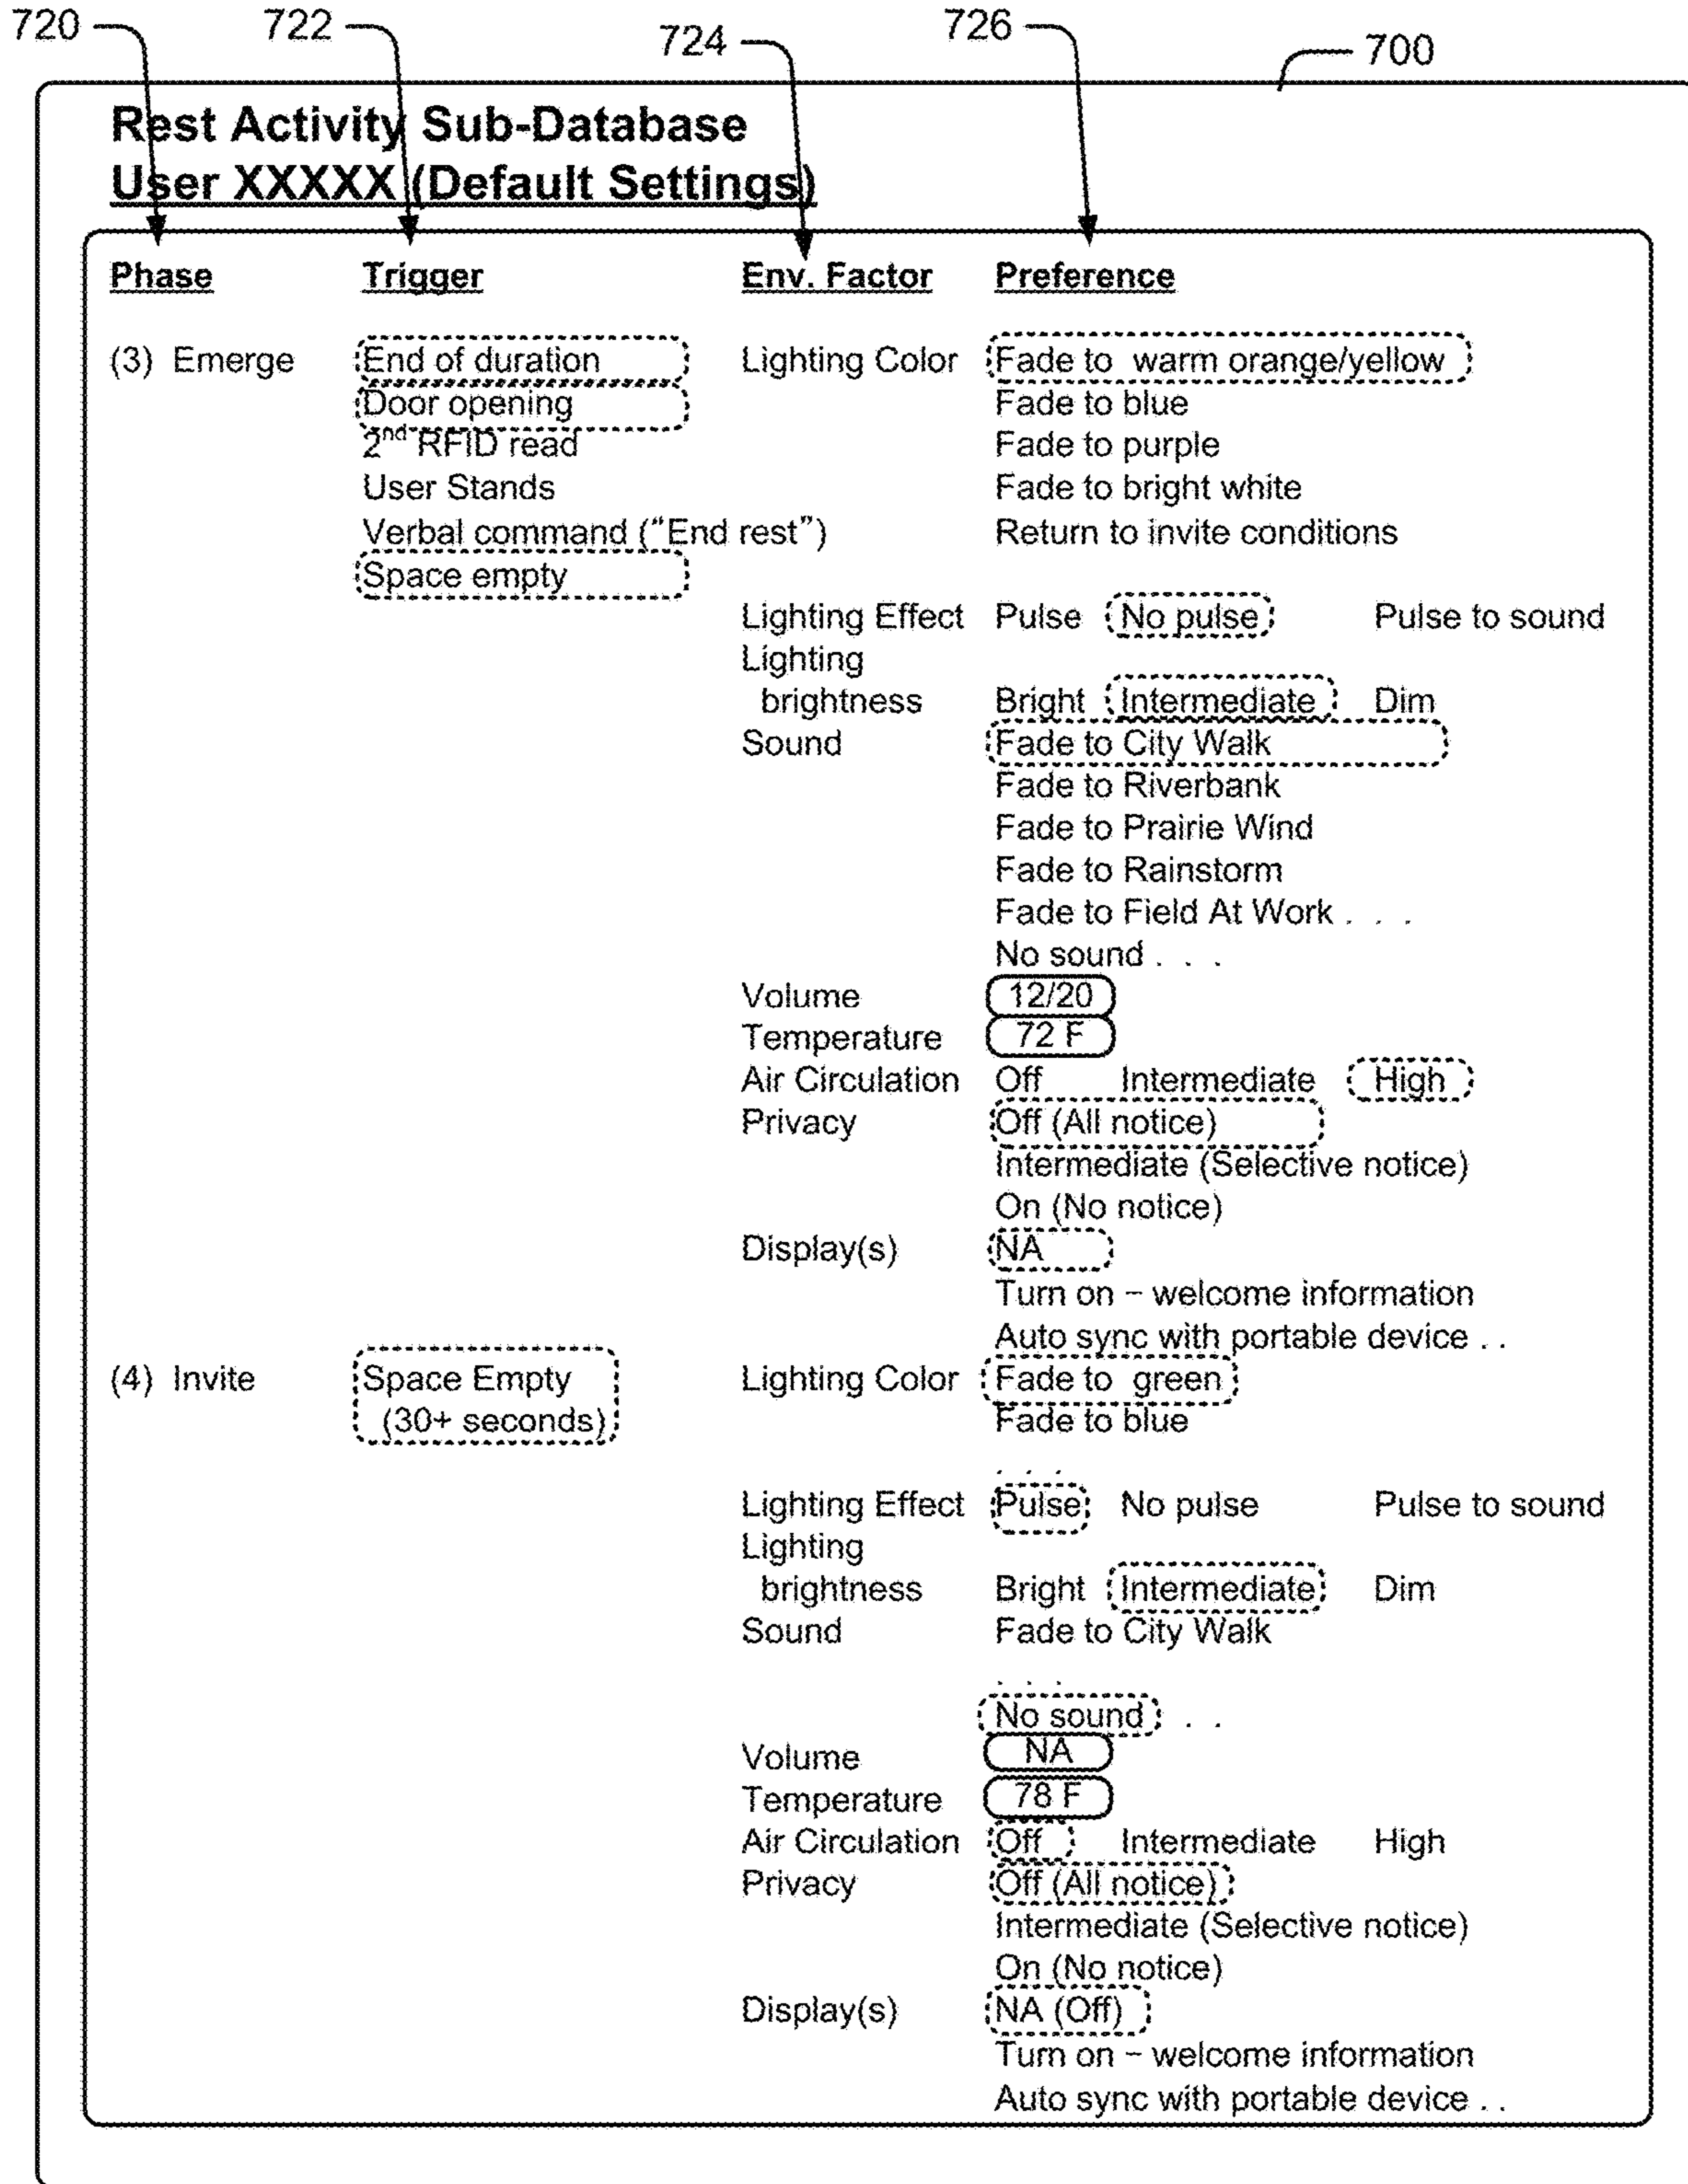 720 722 724 726 700
Rest Activity Sub-Database
User XXXXX (Default Settings)
Phase Trigger Env. Factor Preference
(3) Emerge End of duration Lighting Color Fade to warm orange/yellow
Door opening Fade to blue
2nd RFID read Fade to purple
User Stands Fade to bright white
Verbal command (“End rest”) Return to invite conditions
Space empty
Lighting Effect Pulse No pulse Pulse to sound
Lighting
brightness Bright Intermediate Dim
Sound Fade to City Walk
Fade to Riverbank
Fade to Prairie Wind
Fade to Rainstorm
Fade to Field At Work . . .
No sound . . .
Volume 12/20
Temperature 72 F
Air Circulation Off Intermediate High
Privacy Off (All notice)
Intermediate (Selective notice)
On (No notice)
Display(s) NA
Turn on – welcome information
Auto sync with portable device . .
(4) Invite Space Empty Lighting Color Fade to green
(30+ seconds) Fade to blue
. . .
Lighting Effect Pulse No pulse Pulse to sound
Lighting
brightness Bright Intermediate Dim
Sound Fade to City Walk
. . .
No sound . .
Volume NA
Temperature 78 F
Air Circulation Off Intermediate High
Privacy Off (All notice)
Intermediate (Selective notice)
On (No notice)
Display(s) NA (Off)
Turn on – welcome information
Auto sync with portable device . .